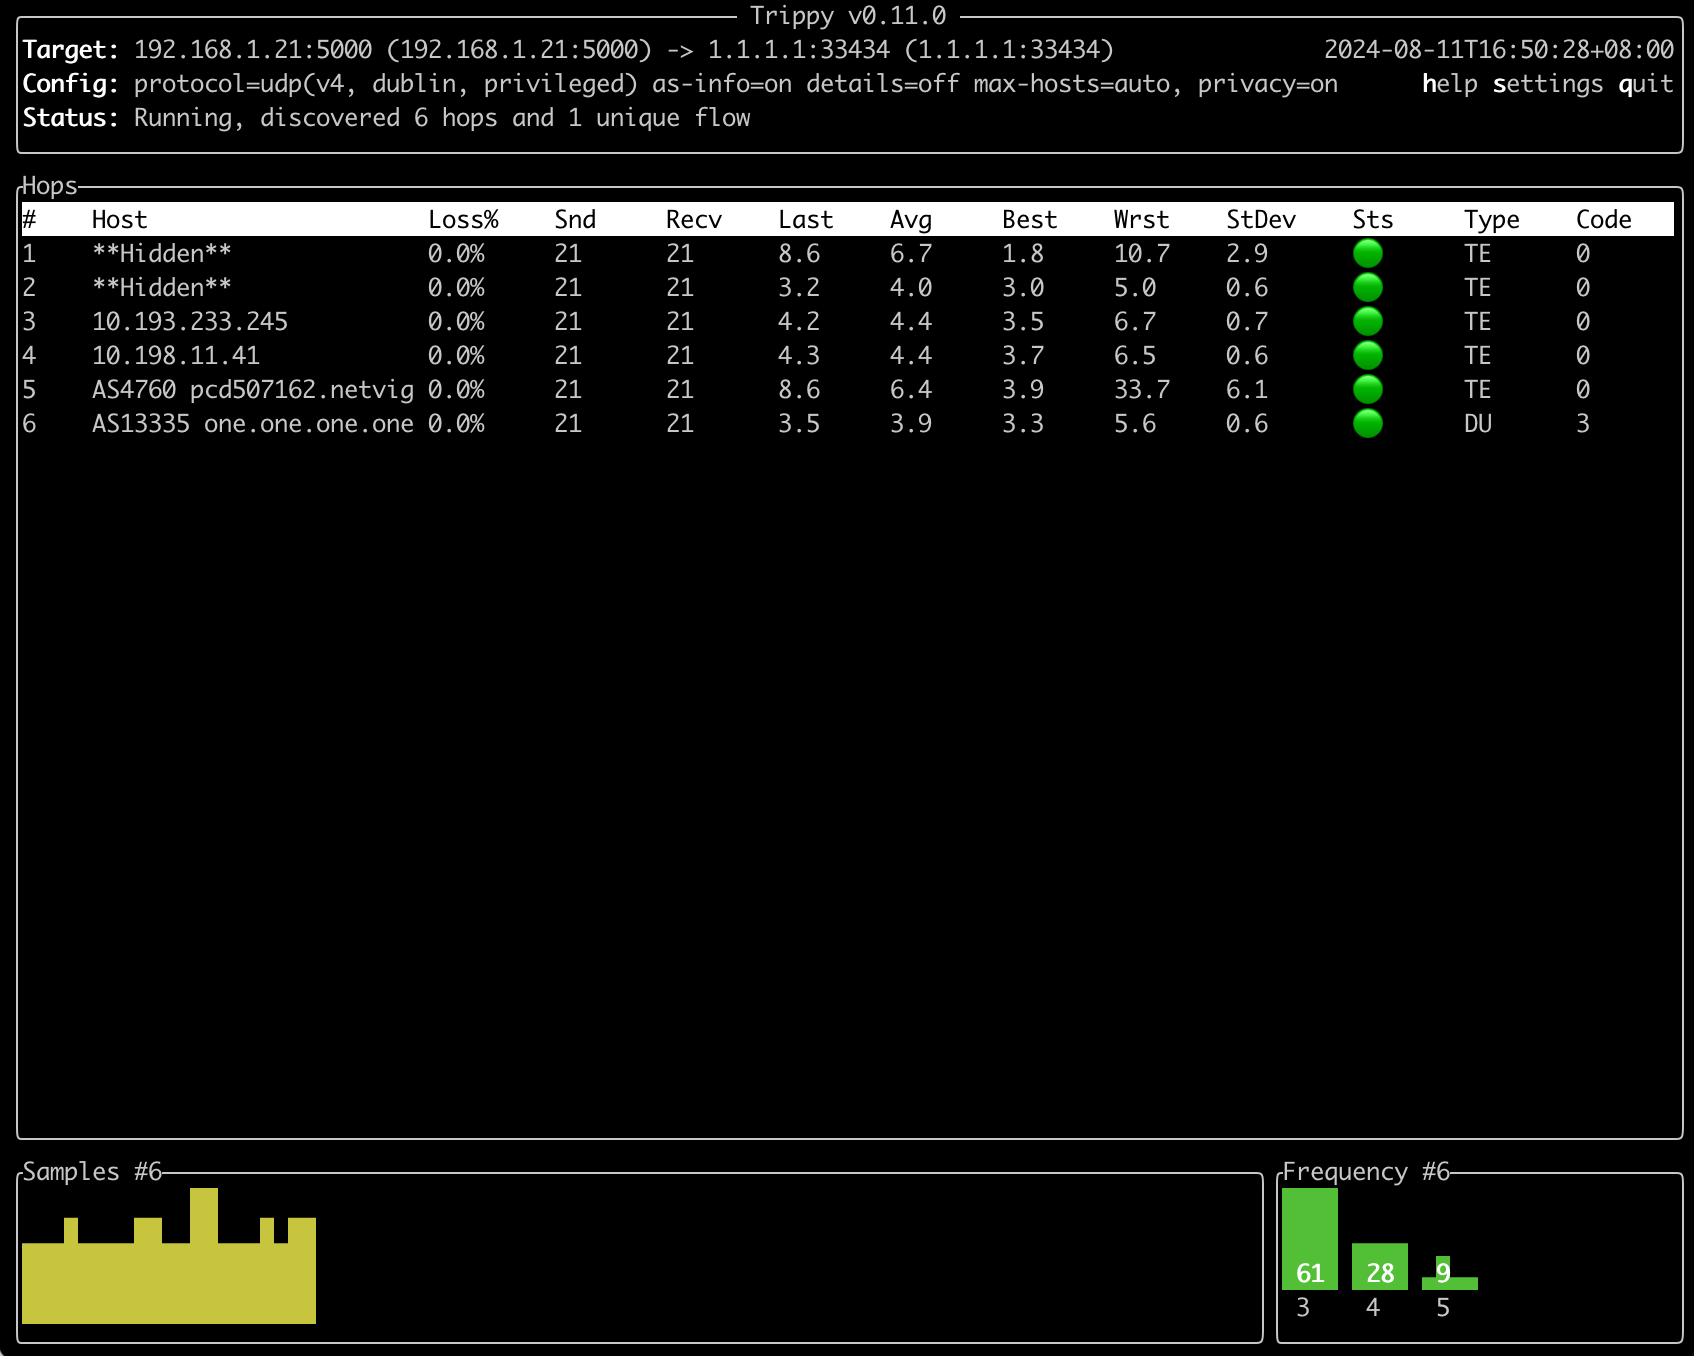 Trippy v0.11.0
Target: 192.168.1.21:5000 (192.168.1.21:5000) -> 1.1.1.1:33434 (1.1.1.1:33434) 2024-08-11T16:50:28+08:00
Config: protocol=udp(v4, dublin, privileged) as-info=on details=off max-hosts=auto, privacy=on help settings quit
Status: Running, discovered 6 hops and 1 unique flow
Hops
# Host Loss% Snd Recv Last Avg Best Wrst StDev Sts Type Code
1 **Hidden** 0.0% 21 21 8.6 6.7 1.8 10.7 2.9 TE 0
2 **Hidden** 0.0% 21 21 3.2 4.0 3.0 5.0 0.6 TE 0
3 10.193.233.245 0.0% 21 21 4.2 4.4 3.5 6.7 0.7 TE 0
4 10.198.11.41 0.0% 21 21 4.3 4.4 3.7 6.5 0.6 TE 0
5 AS4760 pcd507162.netvig 0.0% 21 21 8.6 6.4 3.9 33.7 6.1 TE 0
6 AS13335 one.one.one.one 0.0% 21 21 3.5 3.9 3.3 5.6 0.6 DU 3
Samples #6
Frequency #6
61 28 9
3 4 5